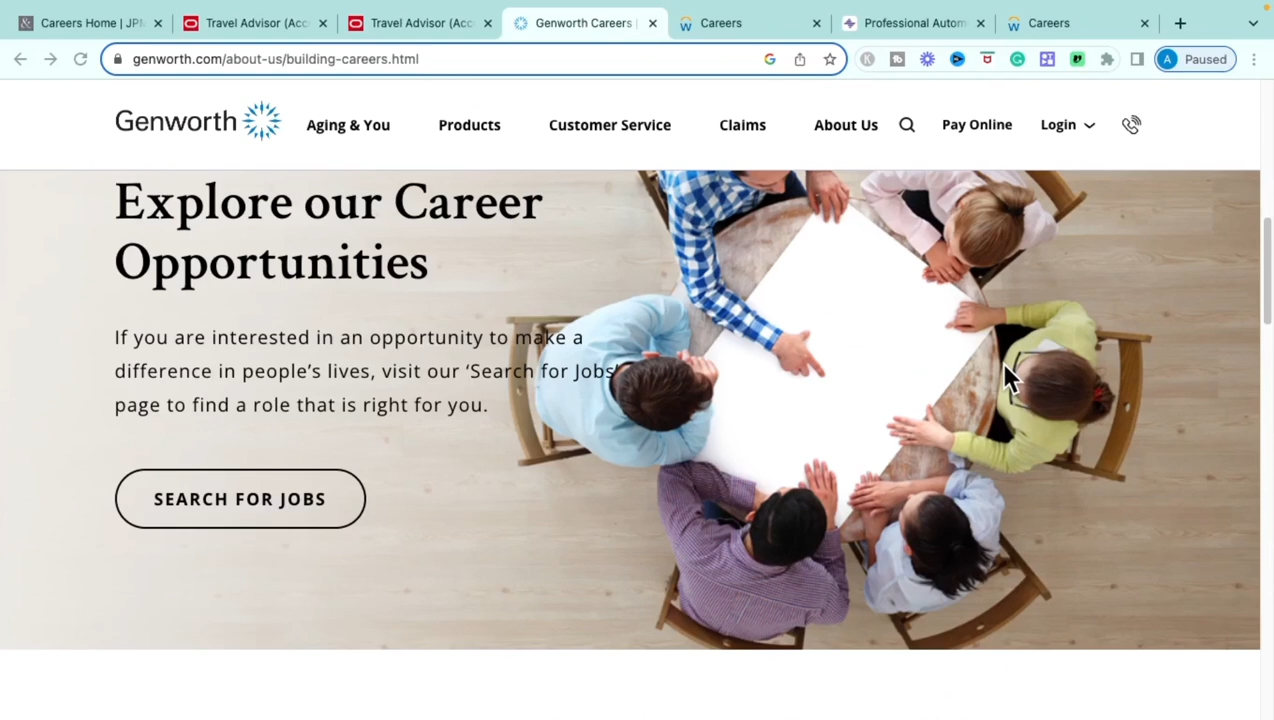 Careers Home | JPM
Travel Advisor (Acc
Travel Advisor (Acc
Genworth Careers |
Careers
Professional Autom
Careers
genworth.com/about-us/building-careers.html
A Paused
Genworth
Aging & You
Products
Customer Service
Claims
About Us
Pay Online
Login
Explore our Career
Opportunities
If you are interested in an opportunity to make a
difference in people's lives, visit our 'Search for Jobs'
page to find a role that is right for you.
SEARCH FOR JOBS